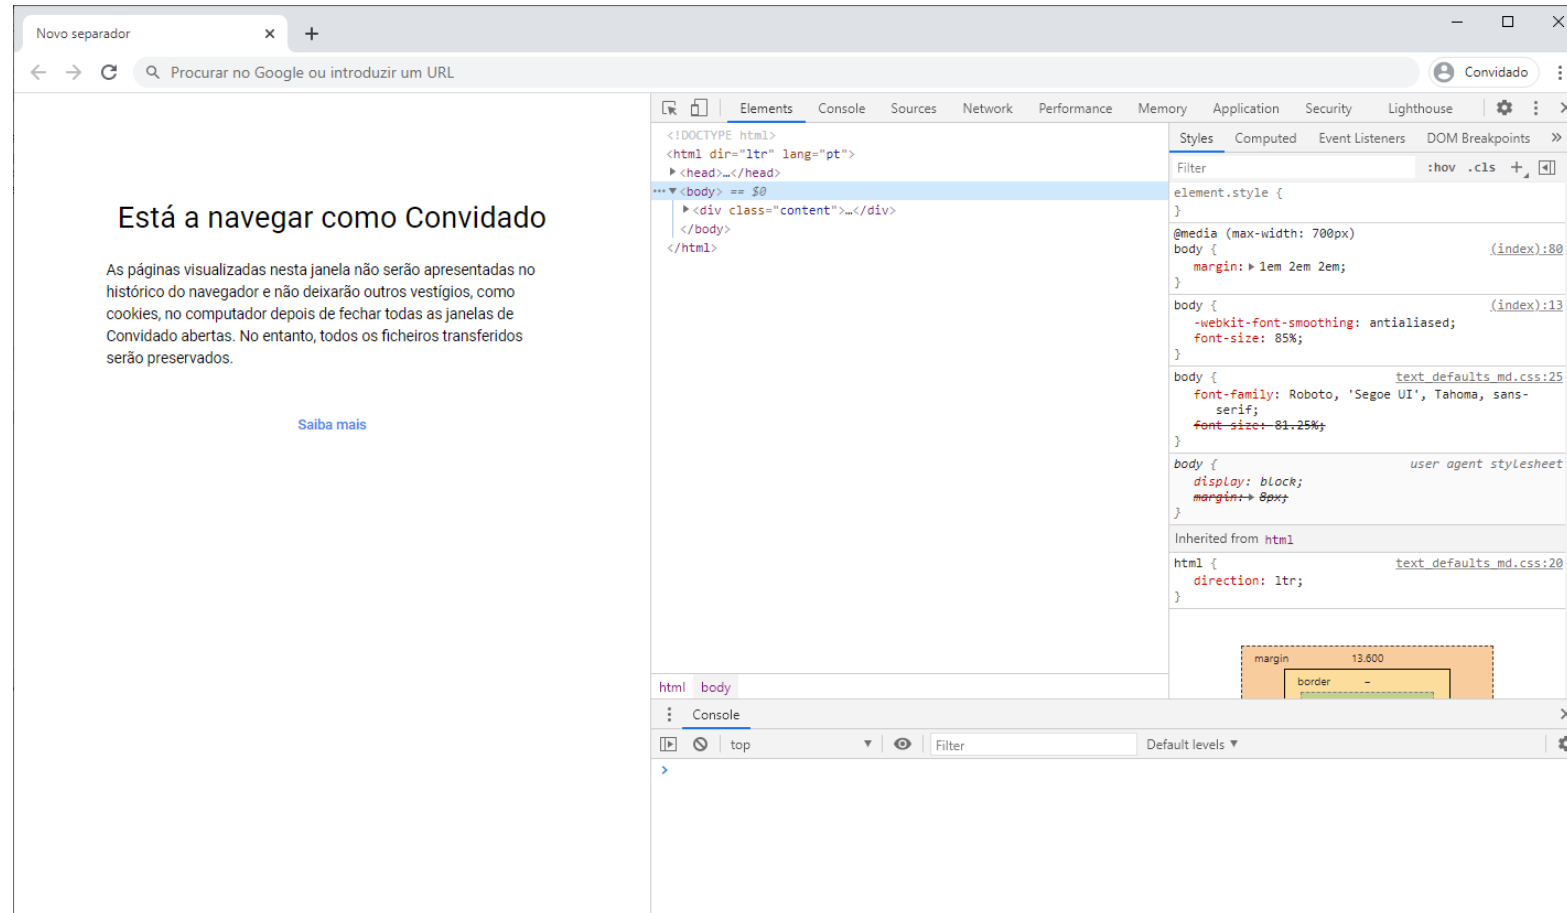 Novo separador
Procurar no Google ou introduzir um URL
Convidado
Está a navegar como Convidado
As páginas visualizadas nesta janela não serão apresentadas no
histórico do navegador e não deixarão outros vestígios, como
cookies, no computador depois de fechar todas as janelas de
Convidado abertas. No entanto, todos os ficheiros transferidos
serão preservados.
Saiba mais
Elements Console Sources Network Performance Memory Application Security Lighthouse
<!DOCTYPE html>
<html dir="ltr" lang="pt">
<head>…</head>
<body> == $0
<div class="content">…</div>
</body>
</html>
html body
Styles Computed Event Listeners DOM Breakpoints »
Filter :hov .cls +
element.style {
}
@media (max-width: 700px)
body { (index):80
margin: 1em 2em 2em;
}
body { (index):13
-webkit-font-smoothing: antialiased;
font-size: 85%;
}
body { text_defaults_md.css:25
font-family: Roboto, 'Segoe UI', Tahoma, sans-
serif;
font-size: 81.25%;
}
body { user agent stylesheet
display: block;
margin: 8px;
}
Inherited from html
html { text_defaults_md.css:20
direction: ltr;
}
margin 13.600
border –
Console
top Filter Default levels